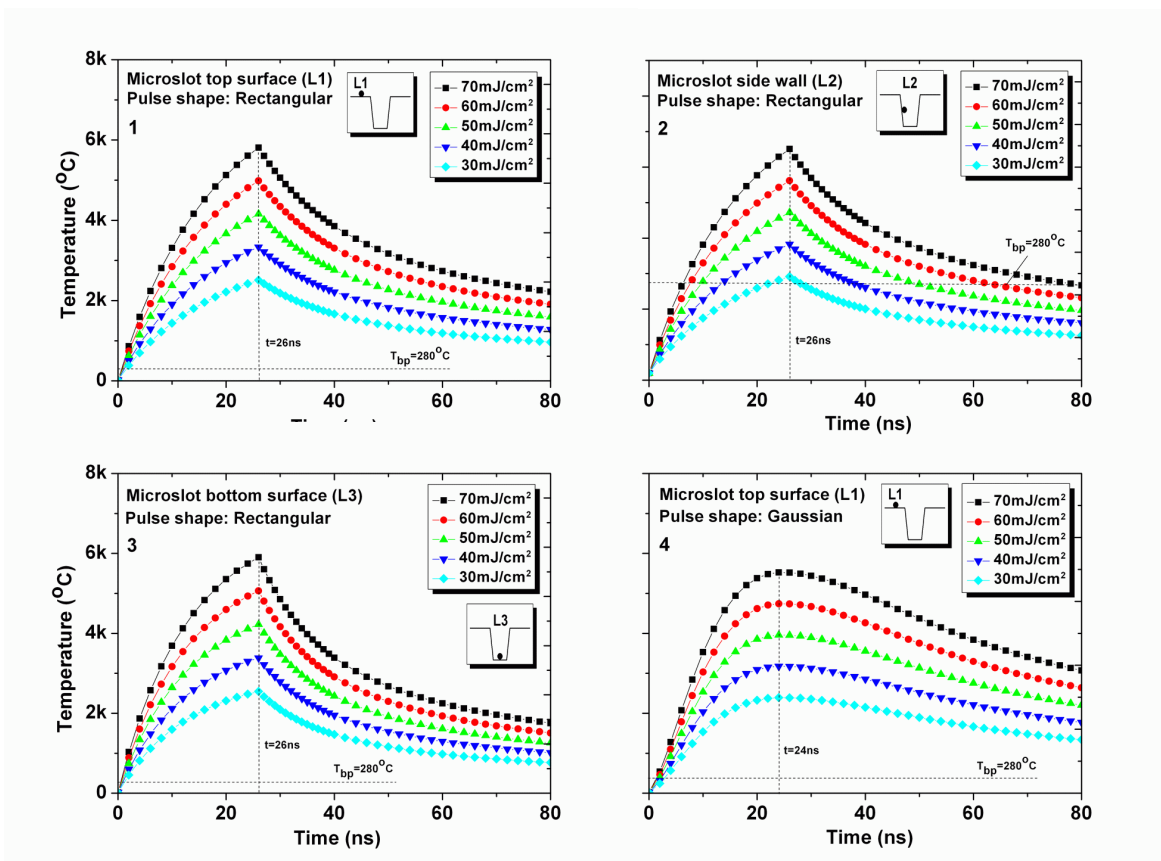 8k
6k
4k
2k
0
Temperature (°C)
Microslot top surface (L1)
Pulse shape: Rectangular
1
L1
70mJ/cm²
60mJ/cm²
50mJ/cm²
40mJ/cm²
30mJ/cm²
t=26ns
Tbp=280°C
0 20 40 60 80
Microslot side wall (L2)
Pulse shape: Rectangular
2
L2
70mJ/cm²
60mJ/cm²
50mJ/cm²
40mJ/cm²
30mJ/cm²
Tbp=280°C
t=26ns
0 20 40 60 80
Time (ns)
8k
6k
4k
2k
0
Temperature (°C)
Microslot bottom surface (L3)
Pulse shape: Rectangular
3
70mJ/cm²
60mJ/cm²
50mJ/cm²
40mJ/cm²
30mJ/cm²
L3
t=26ns
Tbp=280°C
0 20 40 60 80
Time (ns)
Microslot top surface (L1)
Pulse shape: Gaussian
4
L1
70mJ/cm²
60mJ/cm²
50mJ/cm²
40mJ/cm²
30mJ/cm²
t=24ns
Tbp=280°C
0 20 40 60 80
Time (ns)